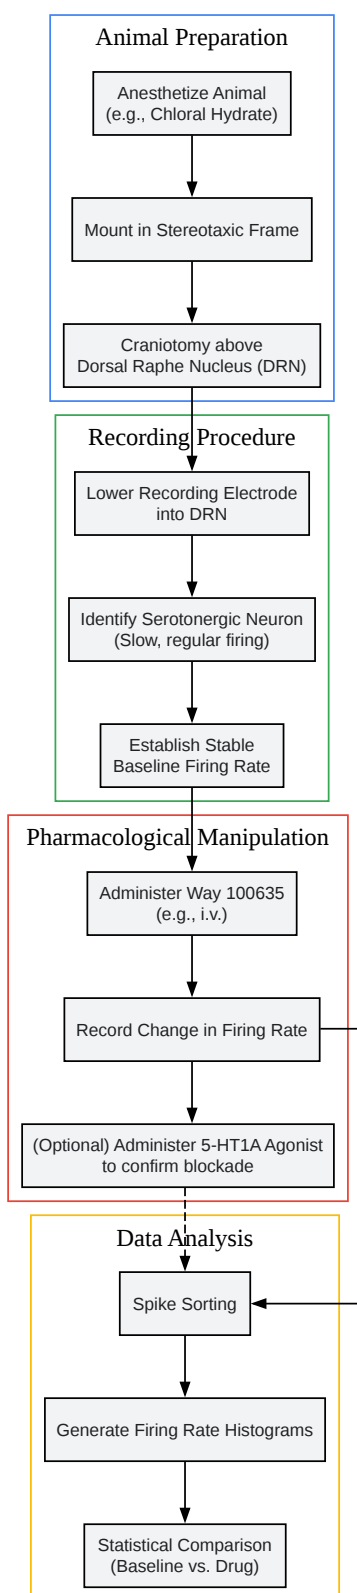 Animal Preparation
Anesthetize Animal
(e.g., Chloral Hydrate)
Mount in Stereotaxic Frame
Craniotomy above
Dorsal Raphe Nucleus (DRN)
Recording Procedure
Lower Recording Electrode
into DRN
Identify Serotonergic Neuron
(Slow, regular firing)
Establish Stable
Baseline Firing Rate
Pharmacological Manipulation
Administer Way 100635
(e.g., i.v.)
Record Change in Firing Rate
(Optional) Administer 5-HT1A Agonist
to confirm blockade
Data Analysis
Spike Sorting
Generate Firing Rate Histograms
Statistical Comparison
(Baseline vs. Drug)